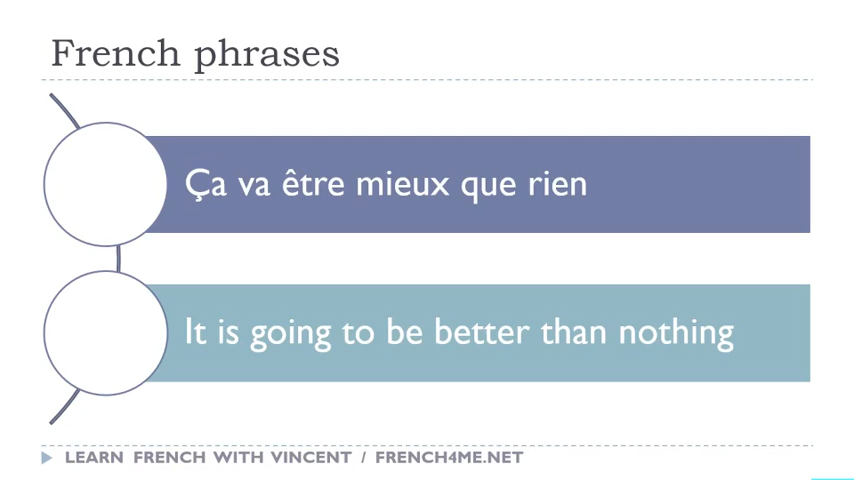 French phrases
Ça va être mieux que rien
It is going to be better than nothing
LEARN FRENCH WITH VINCENT / FRENCH4ME.NET